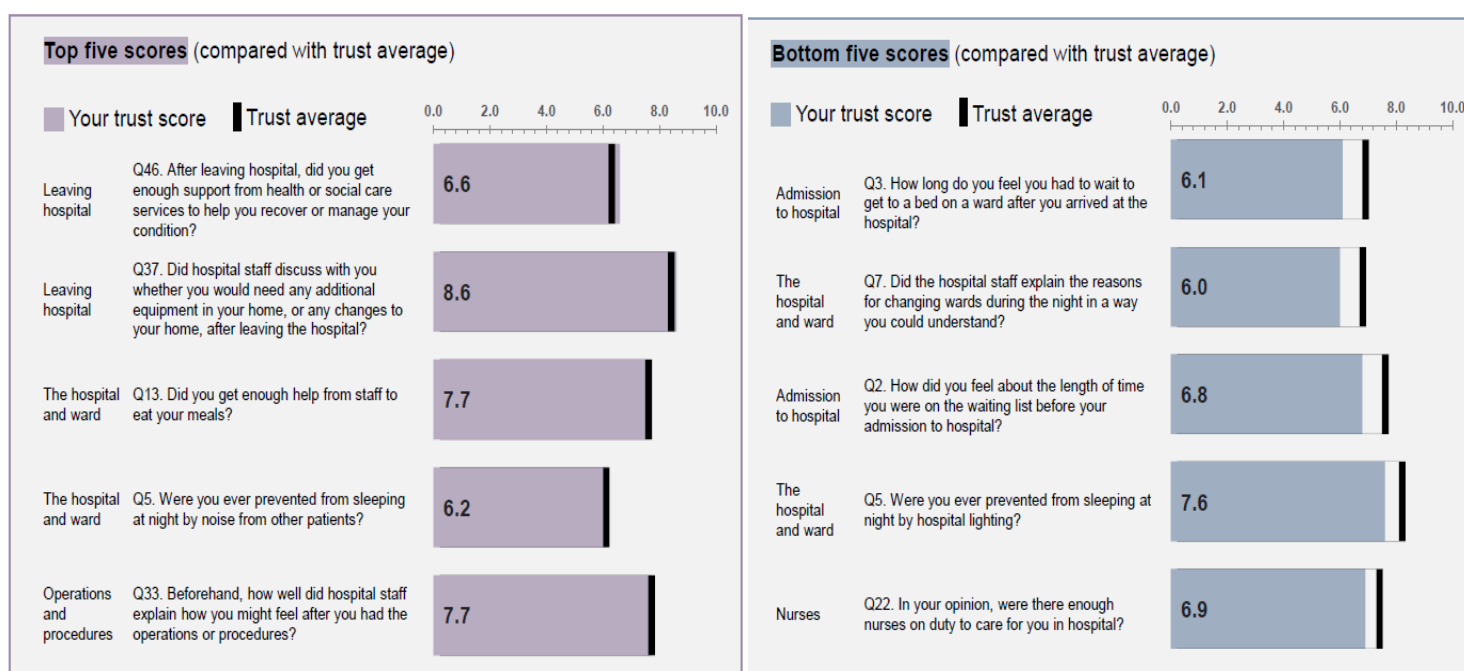 Top five scores (compared with trust average)
Your trust score
Trust average
0.0 2.0 4.0 6.0 8.0 10.0
Leaving
hospital
Q46. After leaving hospital, did you get
enough support from health or social care
services to help you recover or manage your
condition?
6.6
Leaving
hospital
Q37. Did hospital staff discuss with you
whether you would need any additional
equipment in your home, or any changes to
your home, after leaving the hospital?
8.6
The hospital
and ward
Q13. Did you get enough help from staff to
eat your meals?
7.7
The hospital
and ward
Q5. Were you ever prevented from sleeping
at night by noise from other patients?
6.2
Operations
and
procedures
Q33. Beforehand, how well did hospital staff
explain how you might feel after you had the
operations or procedures?
7.7
Bottom five scores (compared with trust average)
Your trust score
Trust average
0.0 2.0 4.0 6.0 8.0 10.0
Admission
to hospital
Q3. How long do you feel you had to wait to
get to a bed on a ward after you arrived at the
hospital?
6.1
The
hospital
and ward
Q7. Did the hospital staff explain the reasons
for changing wards during the night in a way
you could understand?
6.0
Admission
to hospital
Q2. How did you feel about the length of time
you were on the waiting list before your
admission to hospital?
6.8
The
hospital
and ward
Q5. Were you ever prevented from sleeping at
night by hospital lighting?
7.6
Nurses
Q22. In your opinion, were there enough
nurses on duty to care for you in hospital?
6.9